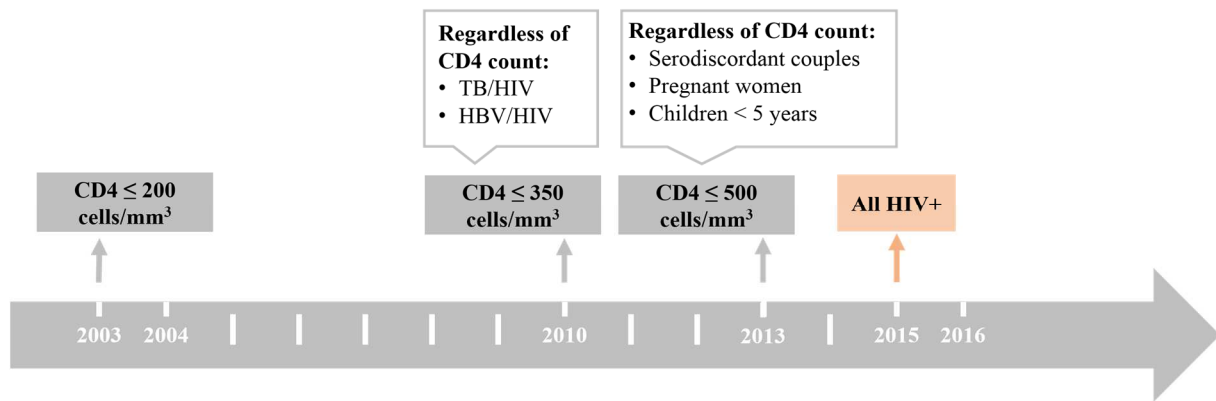 Regardless of
CD4 count:
• TB/HIV
• HBV/HIV
Regardless of CD4 count:
• Serodiscordant couples
• Pregnant women
• Children < 5 years
CD4 ≤ 200
cells/mm³
CD4 ≤ 350
cells/mm³
CD4 ≤ 500
cells/mm³
All HIV+
2003 2004 2010 2013 2015 2016